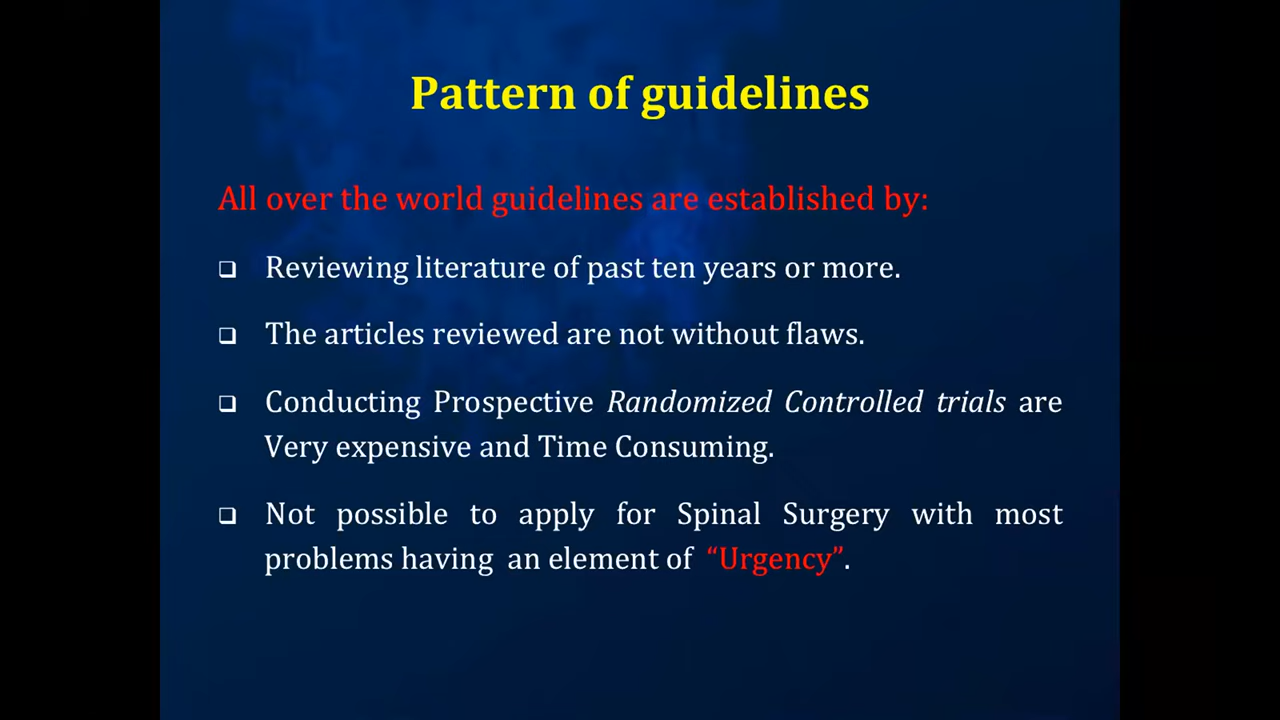 Pattern of guidelines
All over the world guidelines are established by:
❑ Reviewing literature of past ten years or more.
❑ The articles reviewed are not without flaws.
❑ Conducting Prospective Randomized Controlled trials are
Very expensive and Time Consuming.
❑ Not possible to apply for Spinal Surgery with most
problems having an element of “Urgency”.